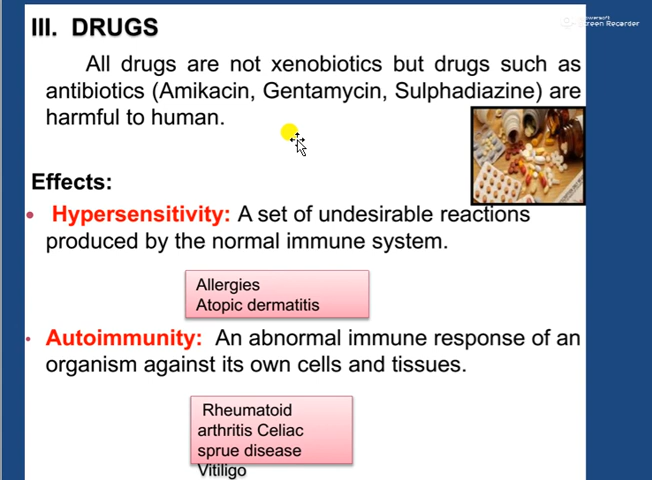 III. DRUGS
All drugs are not xenobiotics but drugs such as
antibiotics (Amikacin, Gentamycin, Sulphadiazine) are
harmful to human.
Effects:
• Hypersensitivity: A set of undesirable reactions
produced by the normal immune system.
Allergies
Atopic dermatitis
• Autoimmunity: An abnormal immune response of an
organism against its own cells and tissues.
Rheumatoid
arthritis Celiac
sprue disease
Vitiligo
Screen Recorder